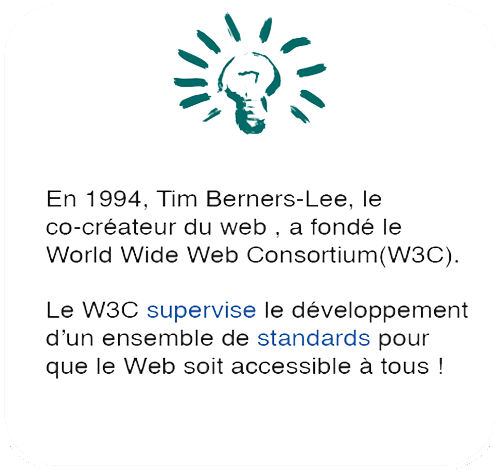 En 1994, Tim Berners-Lee, le
co-créateur du web , a fondé le
World Wide Web Consortium(W3C).
Le W3C supervise le développement
d’un ensemble de standards pour
que le Web soit accessible à tous !